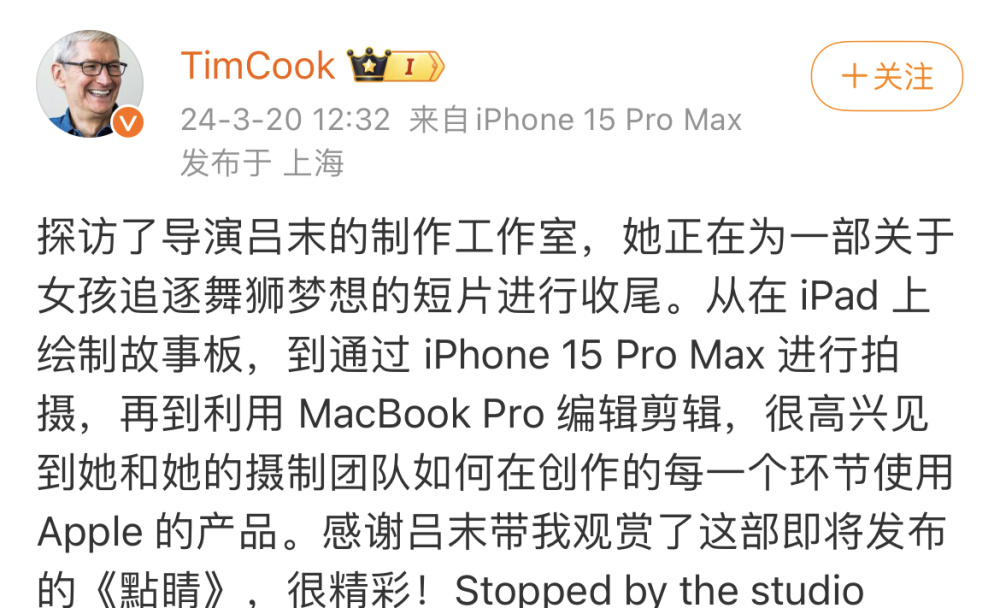 TimCook I
24-3-20 12:32 来自 iPhone 15 Pro Max
发布于 上海
+关注
探访了导演吕末的制作工作室，她正在为一部关于
女孩追逐舞狮梦想的短片进行收尾。从在 iPad 上
绘制故事板，到通过 iPhone 15 Pro Max 进行拍
摄，再到利用 MacBook Pro 编辑剪辑，很高兴见
到她和她的摄制团队如何在创作的每一个环节使用
Apple 的产品。感谢吕末带我观赏了这部即将发布
的《點睛》，很精彩！Stopped by the studio